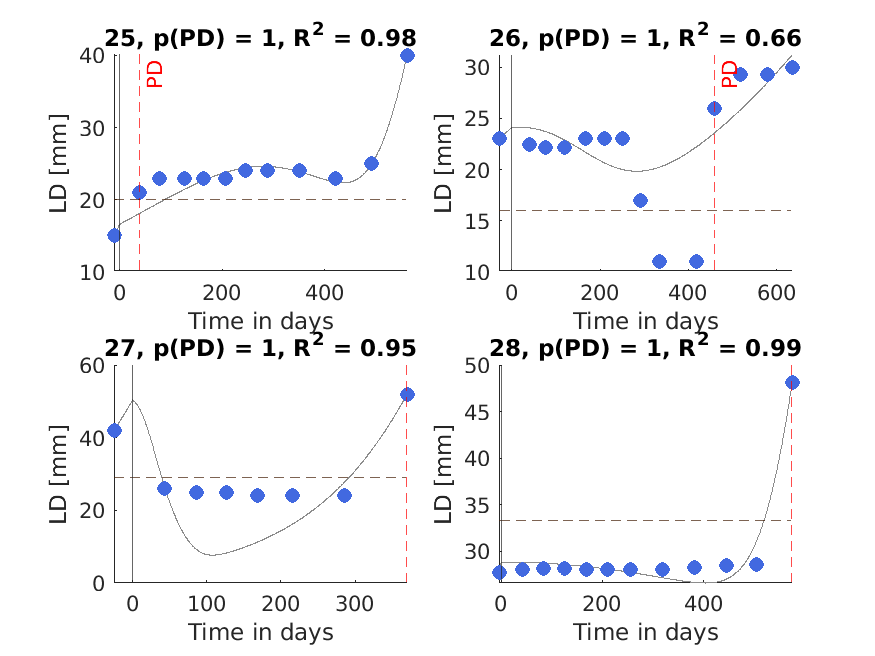 25, p(PD) = 1, R² = 0.98
40
30
20
10
LD [mm]
PD
0
200
400
Time in days
26, p(PD) = 1, R² = 0.66
30
25
20
15
10
LD [mm]
PD
0
200
400
600
Time in days
27, p(PD) = 1, R² = 0.95
60
40
20
0
LD [mm]
0
100
200
300
Time in days
28, p(PD) = 1, R² = 0.99
50
45
40
35
30
LD [mm]
0
200
400
Time in days